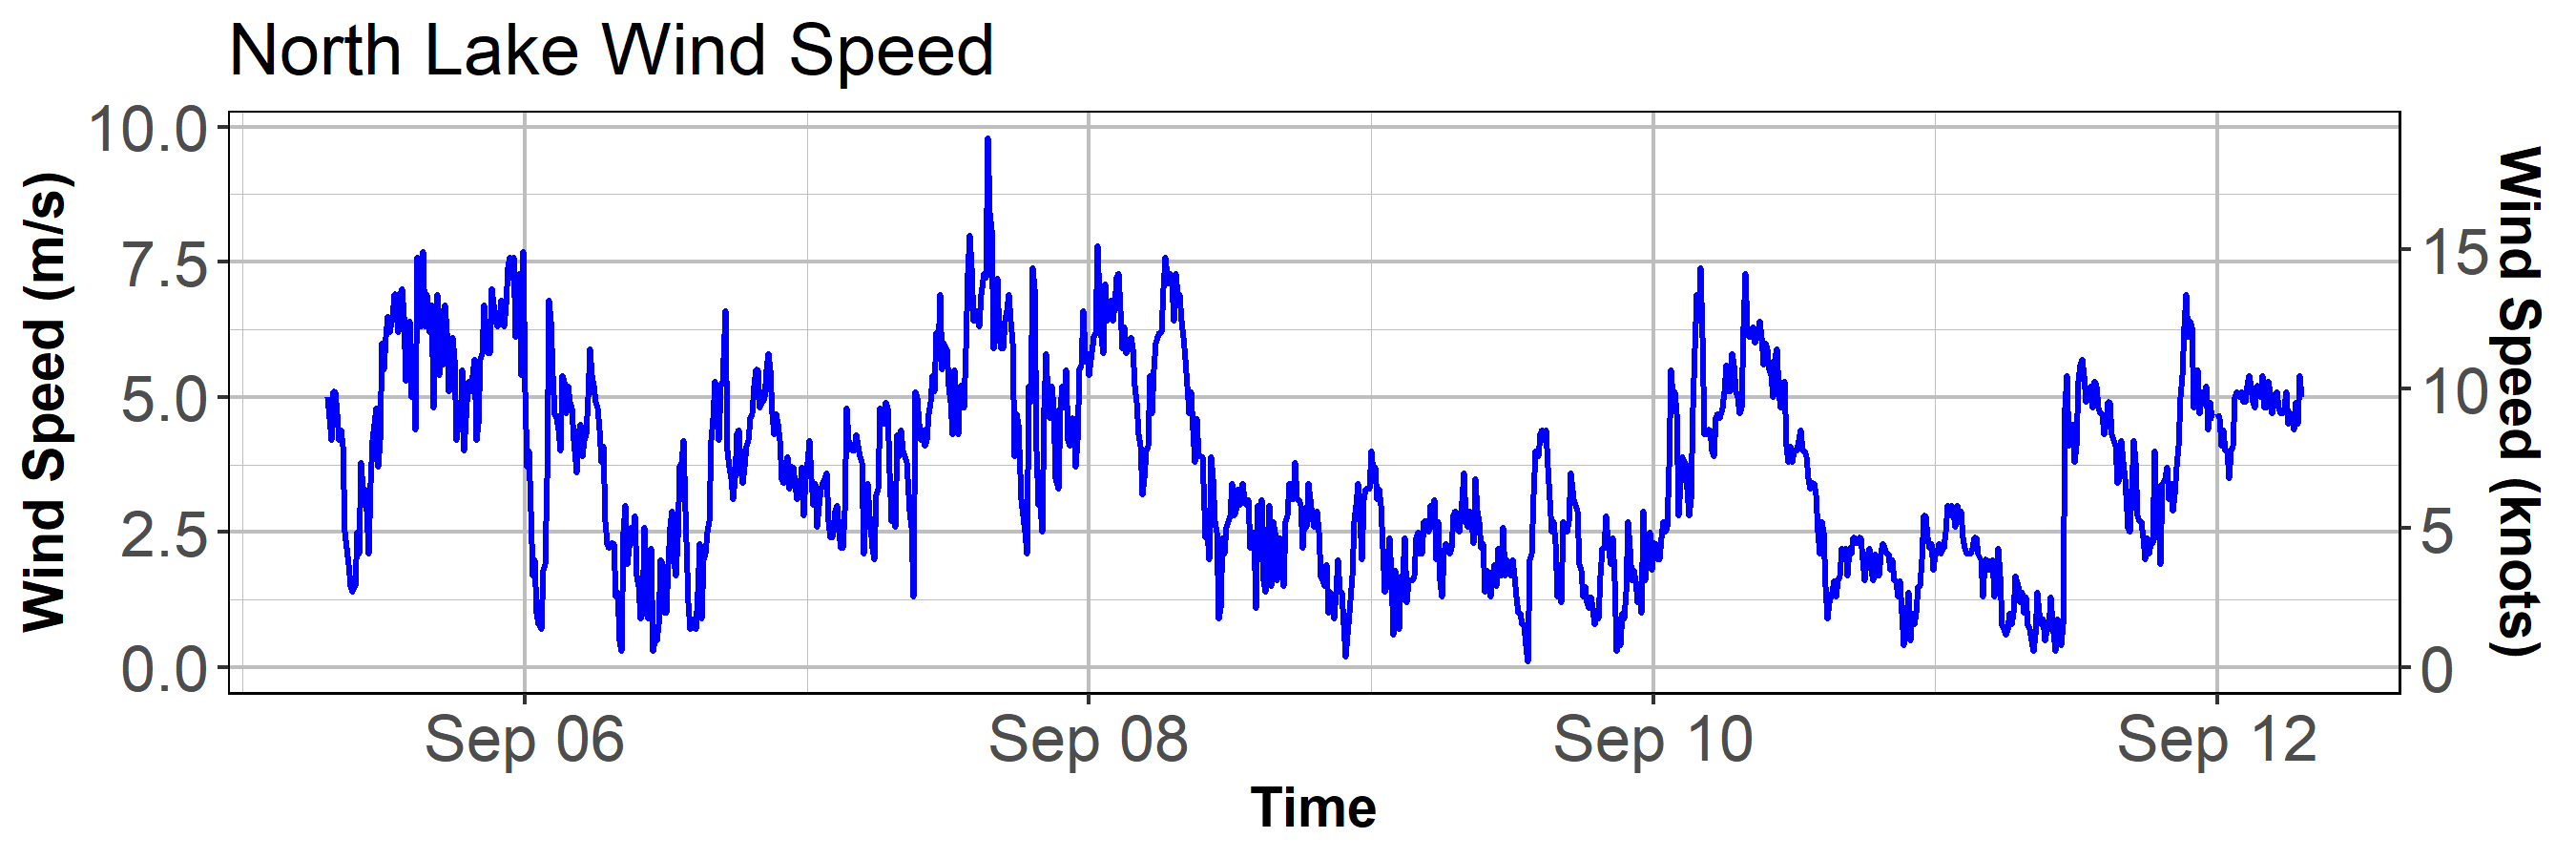 North Lake Wind Speed
Wind Speed (m/s)
10.0
7.5
5.0
2.5
0.0
15
10
5
0
Wind Speed (knots)
Sep 06 Sep 08 Sep 10 Sep 12
Time